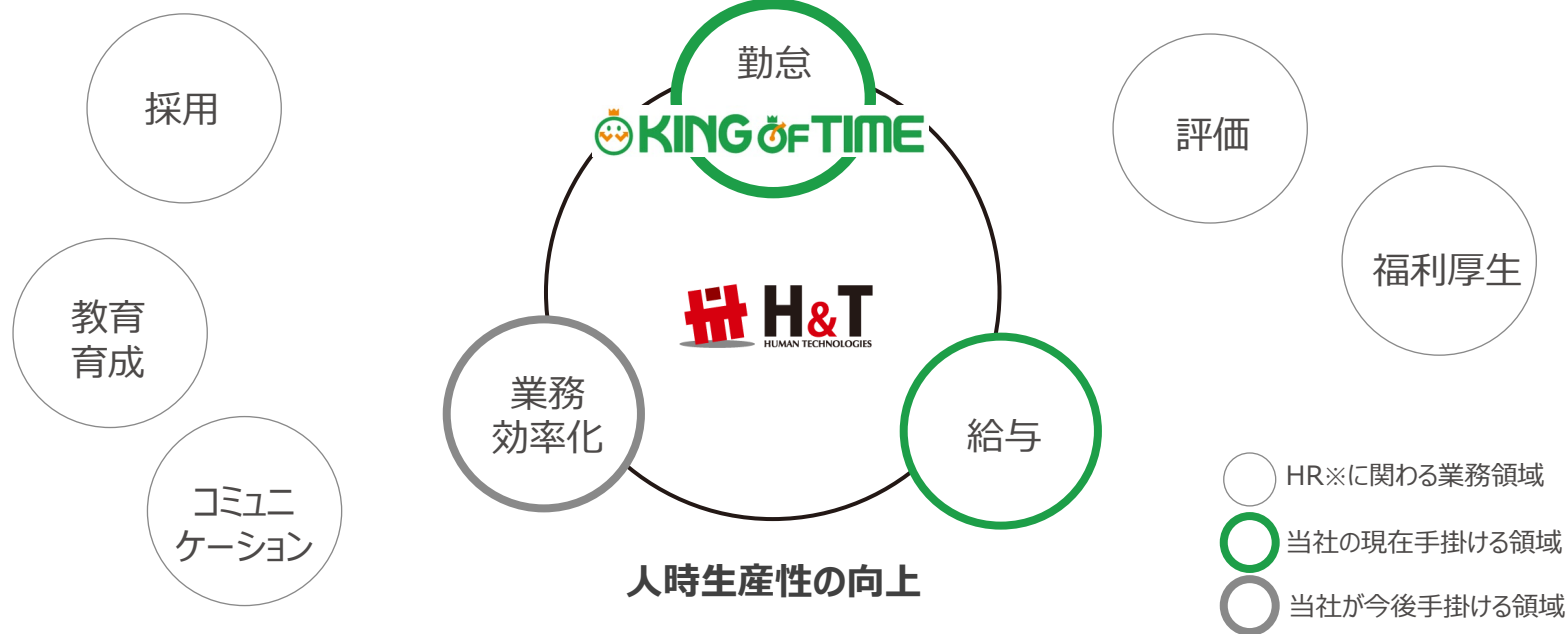 採用
教育
育成
コミュニ
ケーション
勤怠
KING OF TIME
H&T
HUMAN TECHNOLOGIES
業務
効率化
給与
人時生産性の向上
評価
福利厚生
HR※に関わる業務領域
当社の現在手掛ける領域
当社が今後手掛ける領域